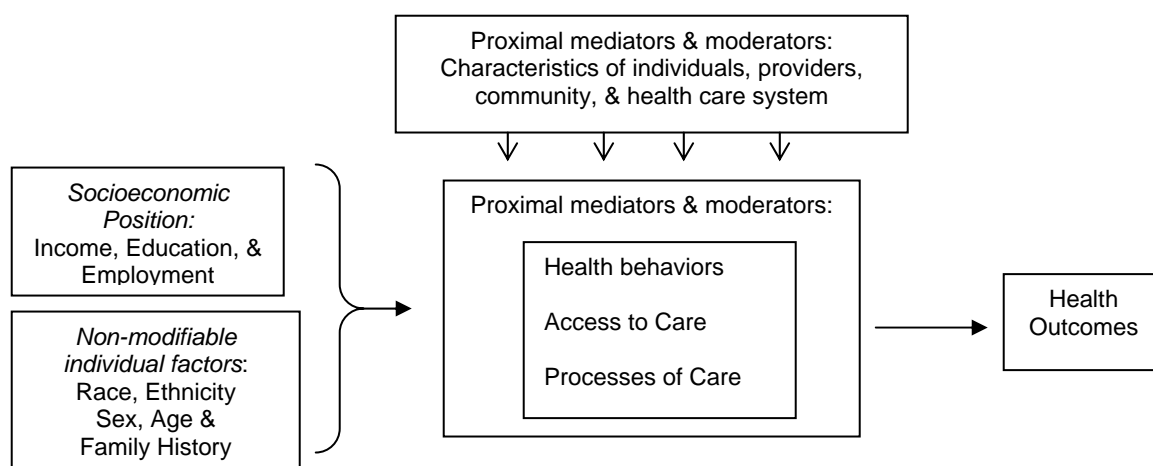 Proximal mediators & moderators:
Characteristics of individuals, providers,
community, & health care system
Socioeconomic
Position:
Income, Education, &
Employment
Non-modifiable
individual factors:
Race, Ethnicity
Sex, Age &
Family History
Proximal mediators & moderators:
Health behaviors
Access to Care
Processes of Care
Health
Outcomes